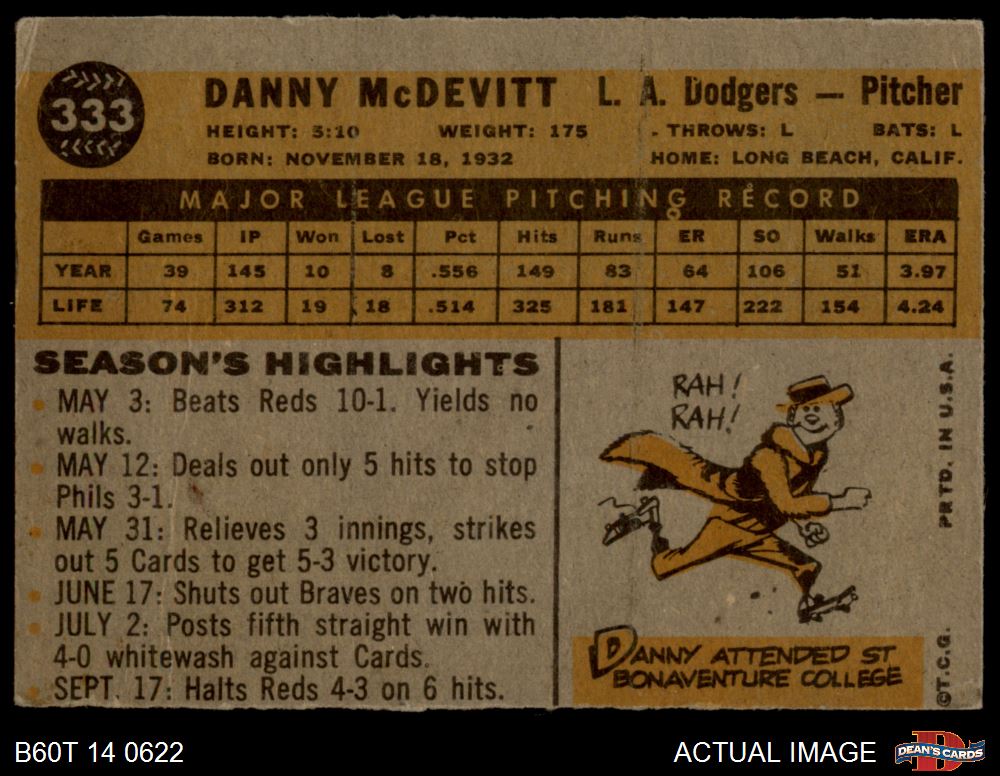 333
DANNY McDEVITT L. A. Dodgers — Pitcher
HEIGHT: 5:10 WEIGHT: 175 THROWS: L BATS: L
BORN: NOVEMBER 18, 1932 HOME: LONG BEACH, CALIF.
MAJOR LEAGUE PITCHING RECORD
Games IP Won Lost Pct Hits Runs ER SO Walks ERA
YEAR 39 145 10 8 .556 149 83 64 106 51 3.97
LIFE 74 312 19 18 .514 325 181 147 222 154 4.24
SEASON'S HIGHLIGHTS
• MAY 3: Beats Reds 10-1. Yields no
walks.
• MAY 12: Deals out only 5 hits to stop
Phils 3-1.
• MAY 31: Relieves 3 innings, strikes
out 5 Cards to get 5-3 victory.
• JUNE 17: Shuts out Braves on two hits.
• JULY 2: Posts fifth straight win with
4-0 whitewash against Cards.
• SEPT. 17: Halts Reds 4-3 on 6 hits.
RAH!
RAH!
DANNY ATTENDED ST
BONAVENTURE COLLEGE
©T.C.G. PRTD. IN U.S.A.
B60T 14 0622
ACTUAL IMAGE
DEAN'S CARDS